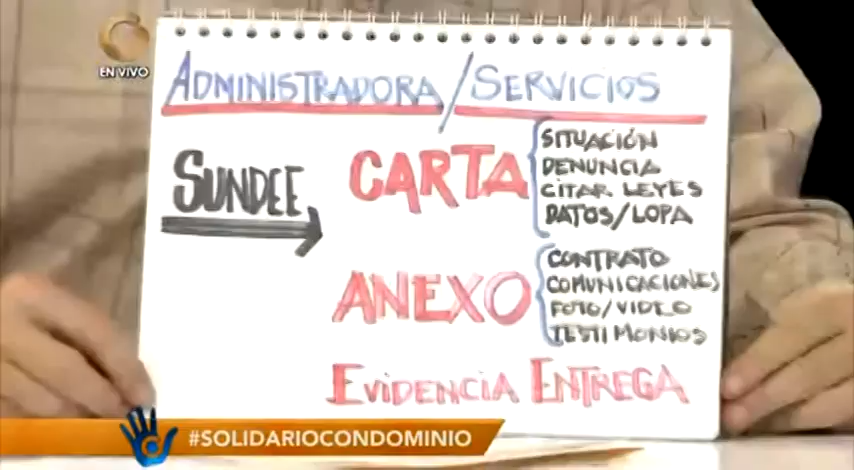 EN VIVO
ADMINISTRADORA/SERVICIOS
SUNDEE
CARTA
SITUACIÓN
DENUNCIA
CITAR LEYES
DATOS/LOPA
ANEXO
CONTRATO
COMUNICACIONES
FOTO/VIDEO
TESTIMONIOS
EVIDENCIA ENTREGA
#SOLIDARIOCONDOMINIO